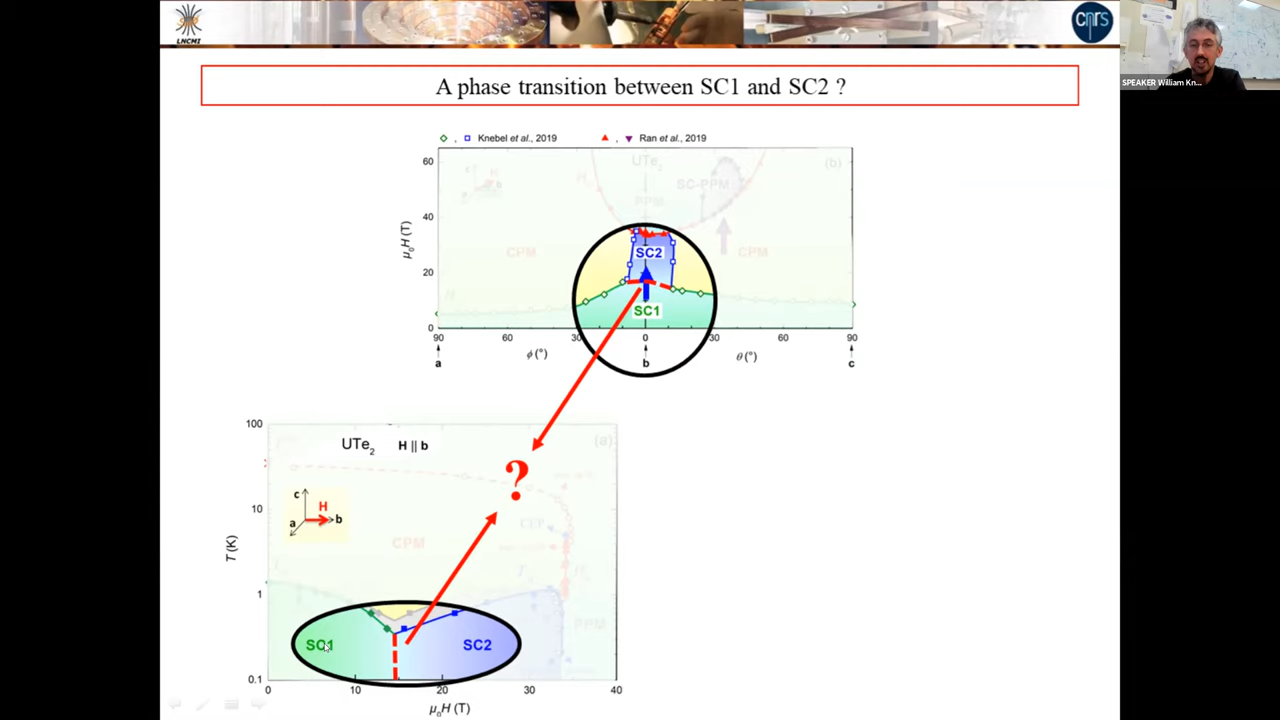 LNCMI
cnrs
SPEAKER William Kn...
A phase transition between SC1 and SC2 ?
, Knebel et al., 2019 , Ran et al., 2019
60
40
20
0
μ₀H (T)
UTe₂
(b)
c
H
b
SC-PPM
PPM
CPM
CPM
SC2
SC1
90 60 30 0 30 60 90
ϕ (°) θ (°)
a b c
100
10
1
0.1
T (K)
UTe₂ H || b
(a)
c
H
a b
?
CEP
CPM
PPM
SC1 SC2
0 10 20 30 40
μ₀H (T)